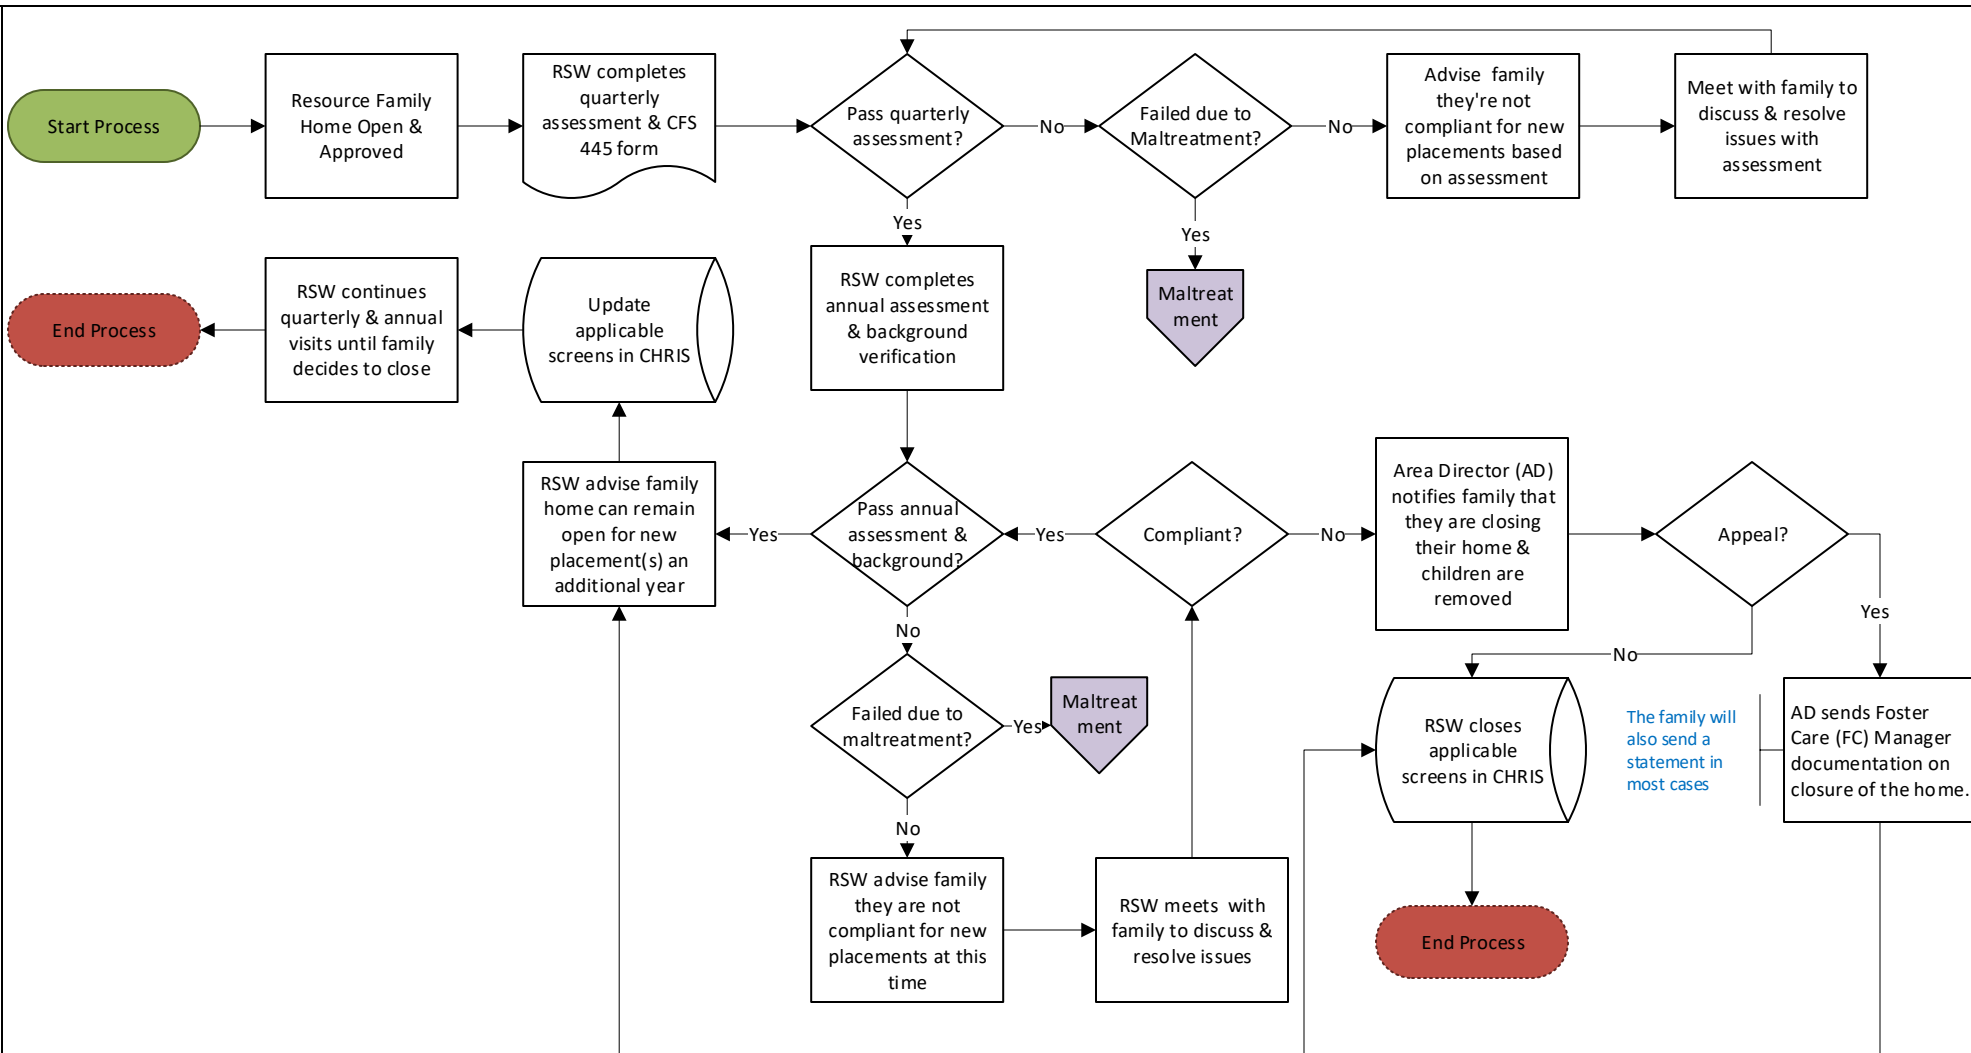 Start Process
Resource Family
Home Open &
Approved
RSW completes
quarterly
assessment & CFS
445 form
Pass quarterly
assessment?
No
Failed due to
Maltreatment?
No
Advise family
they're not
compliant for new
placements based
on assessment
Meet with family to
discuss & resolve
issues with
assessment
Yes
Yes
Maltreat
ment
RSW completes
annual assessment
& background
verification
Update
applicable
screens in CHRIS
RSW continues
quarterly & annual
visits until family
decides to close
End Process
RSW advise family
home can remain
open for new
placement(s) an
additional year
Yes
Pass annual
assessment &
background?
Yes
Compliant?
No
Area Director (AD)
notifies family that
they are closing
their home &
children are
removed
Appeal?
Yes
No
No
Failed due to
maltreatment?
Yes
Maltreat
ment
RSW closes
applicable
screens in CHRIS
The family will
also send a
statement in
most cases
AD sends Foster
Care (FC) Manager
documentation on
closure of the home.
No
RSW advise family
they are not
compliant for new
placements at this
time
RSW meets with
family to discuss &
resolve issues
End Process